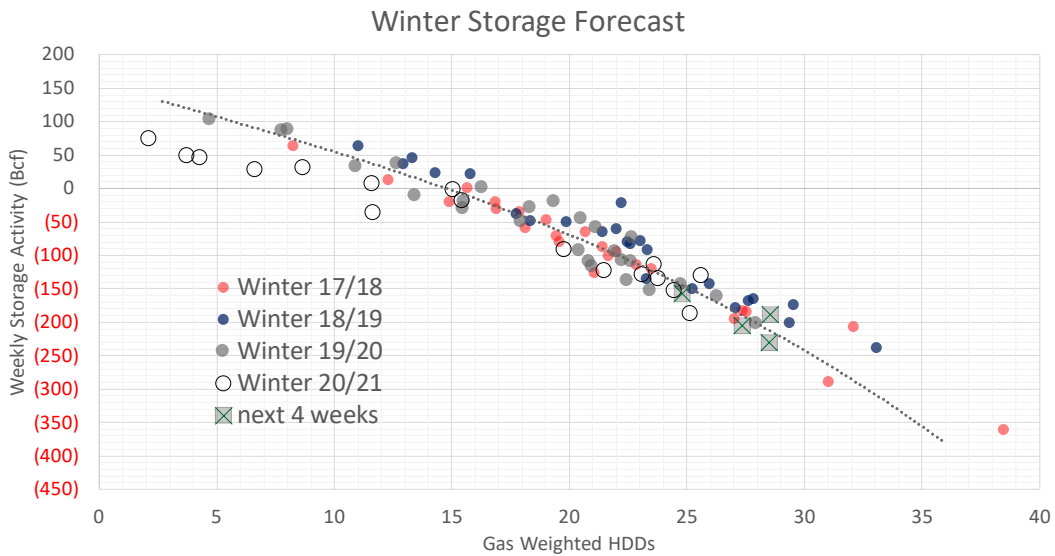 Winter Storage Forecast
Weekly Storage Activity (Bcf)
200
150
100
50
0
(50)
(100)
(150)
(200)
(250)
(300)
(350)
(400)
(450)
Winter 17/18
Winter 18/19
Winter 19/20
Winter 20/21
next 4 weeks
0 5 10 15 20 25 30 35 40
Gas Weighted HDDs